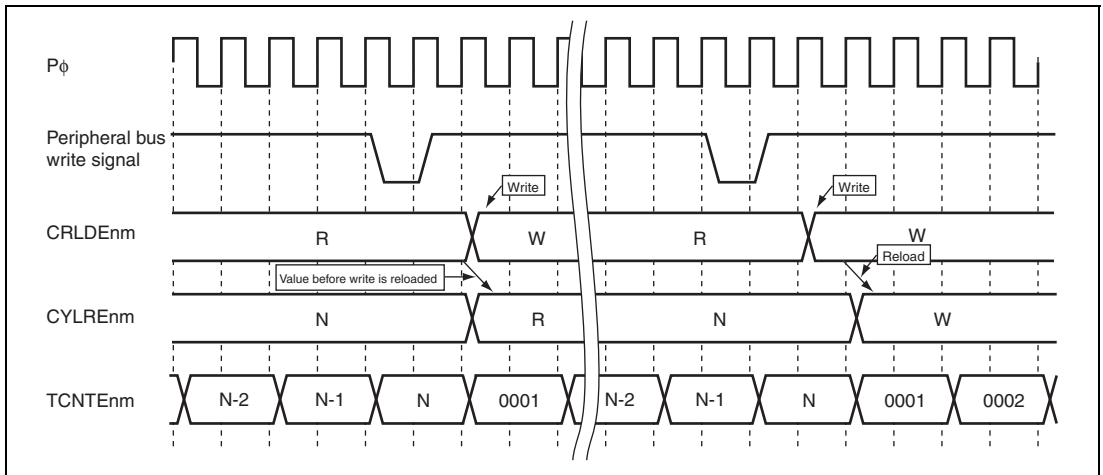 Pφ
Peripheral bus
write signal
Write
Write
CRLDEnm
R
W
R
W
Reload
Value before write is reloaded
CYLREnm
N
R
N
W
TCNTEnm
N-2
N-1
N
0001
N-2
N-1
N
0001
0002